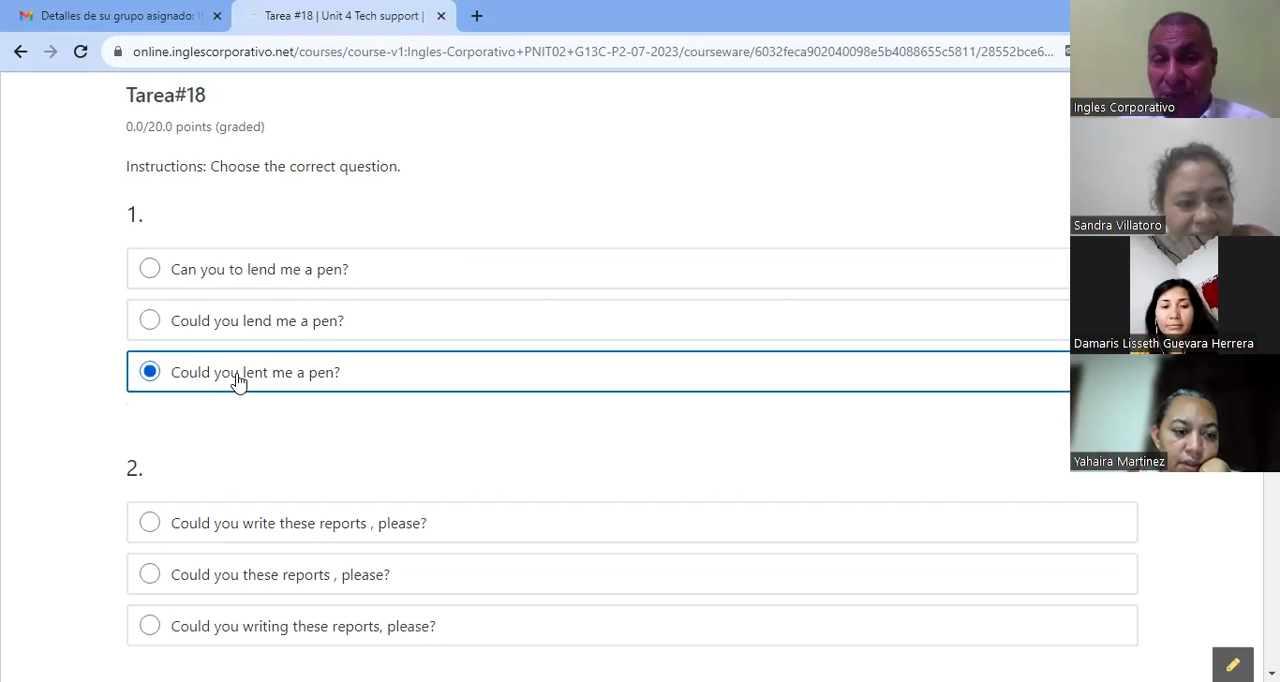 Detalles de su grupo asignado: 1
Tarea #18 | Unit 4 Tech support |
online.inglescorporativo.net/courses/course-v1:Ingles-Corporativo+PNIT02+G13C-P2-07-2023/courseware/6032feca902040098e5b4088655c5811/28552bce6...
Tarea#18
0.0/20.0 points (graded)
Instructions: Choose the correct question.
1.
Can you to lend me a pen?
Could you lend me a pen?
Could you lent me a pen?
2.
Could you write these reports , please?
Could you these reports , please?
Could you writing these reports, please?
Ingles Corporativo
Sandra Villatoro
Damaris Lisseth Guevara Herrera
Yahaira Martinez